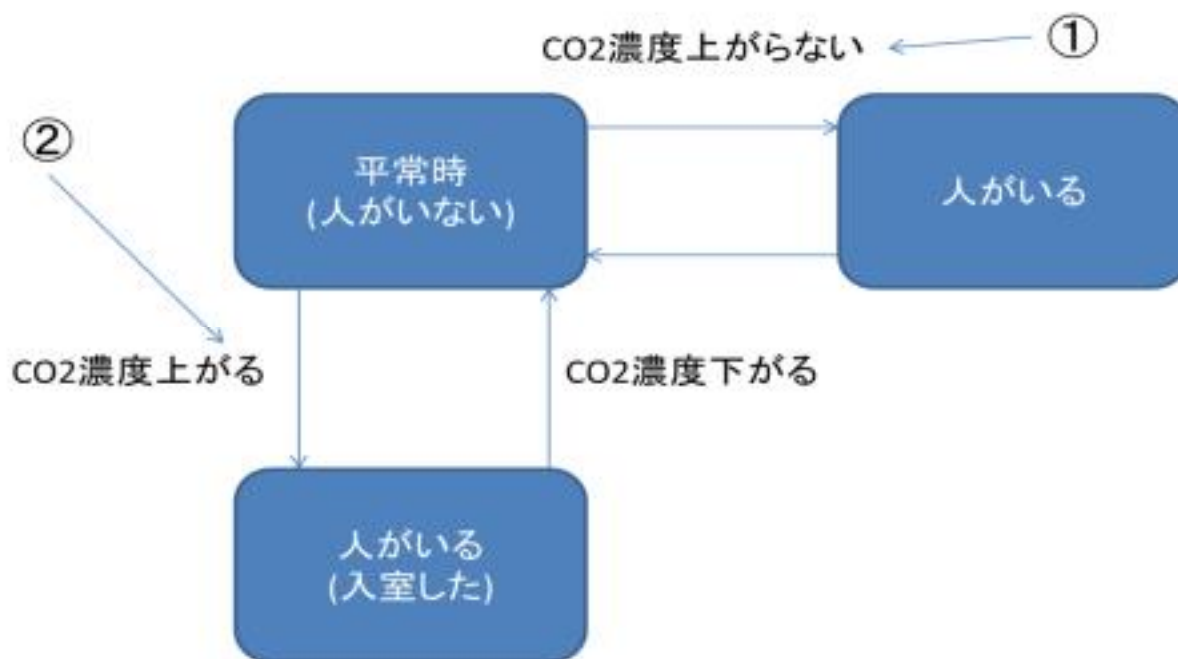 CO2濃度上がらない
①
②
平常時
(人がいない)
人がいる
CO2濃度上がる
CO2濃度下がる
人がいる
(入室した)